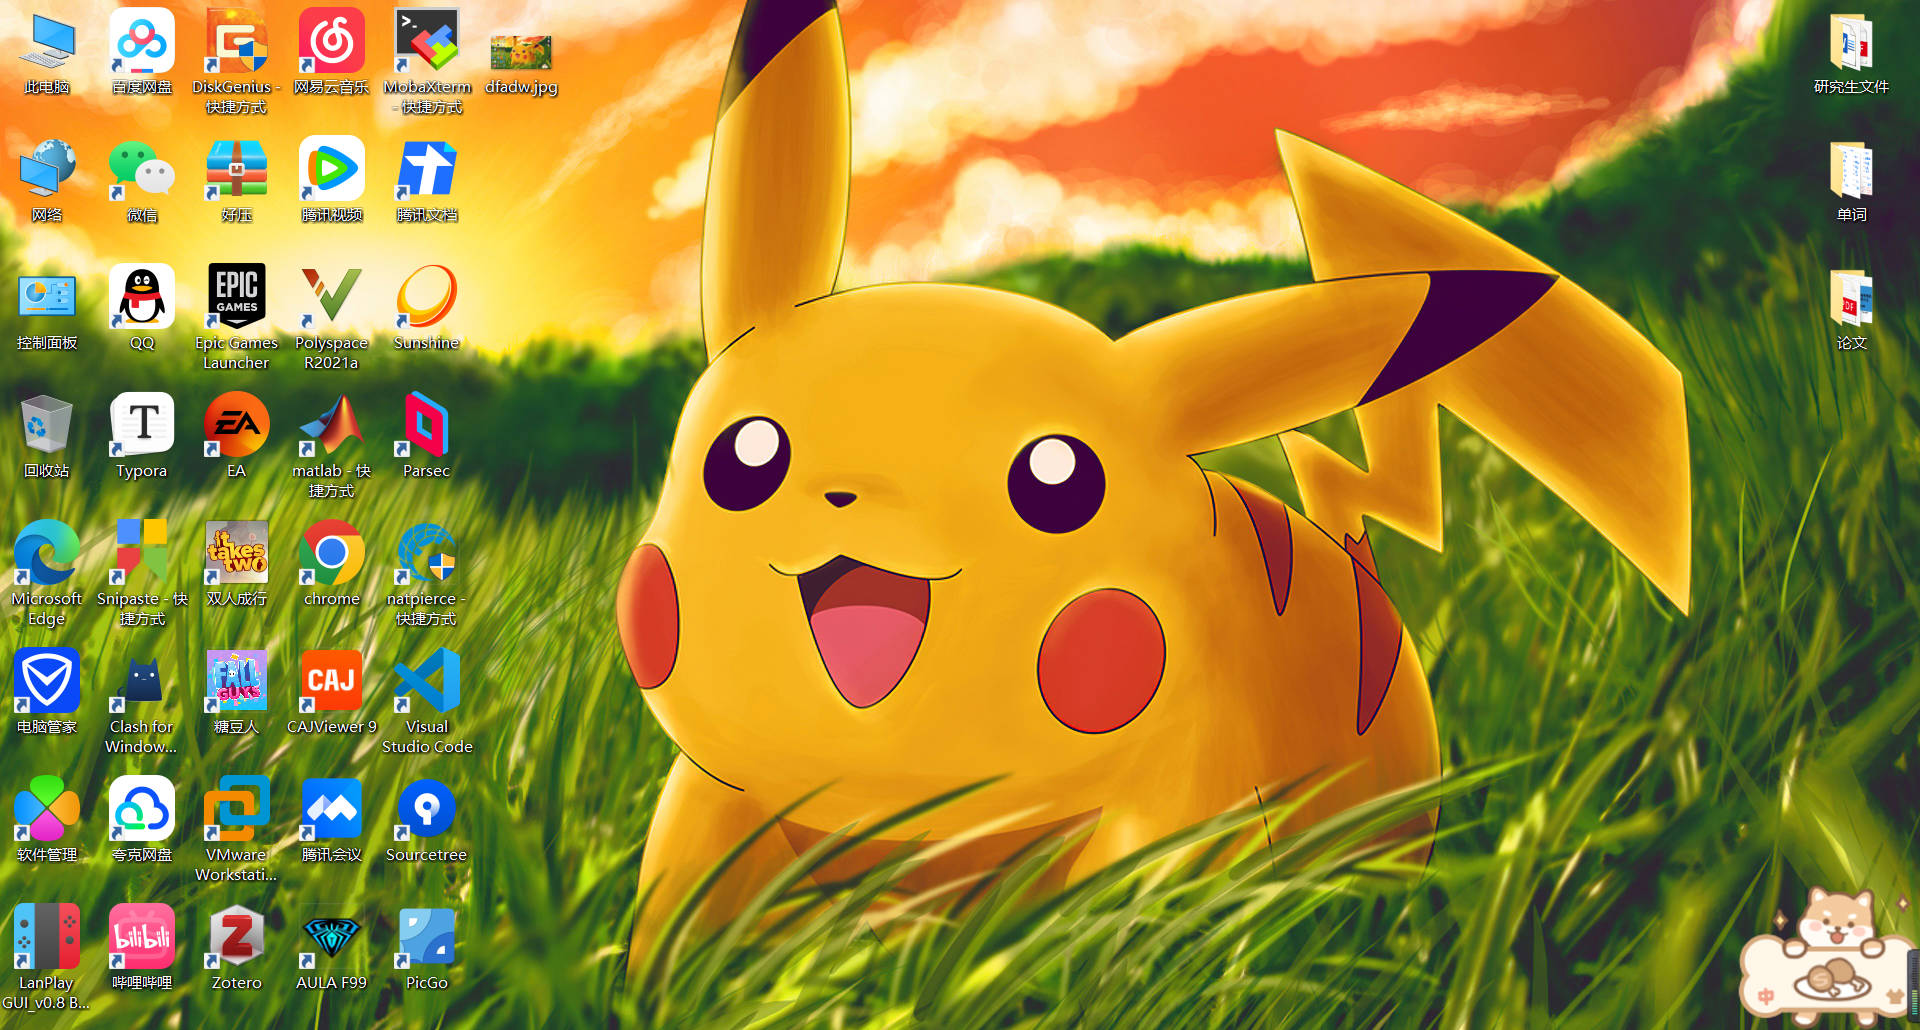 此电脑
百度网盘
DiskGenius -
快捷方式
网易云音乐
MobaXterm
- 快捷方式
dfadw.jpg
研究生文件
网络
微信
好压
腾讯视频
腾讯文档
单词
控制面板
QQ
EPIC
GAMES
Epic Games
Launcher
Polyspace
R2021a
Sunshine
PDF
论文
回收站
T
Typora
EA
EA
matlab - 快
捷方式
Parsec
Microsoft
Edge
Snipaste - 快
捷方式
it
takes
two
双人成行
chrome
natpierce -
快捷方式
电脑管家
Clash for
Window...
FALL
GUYS
糖豆人
CAJ
CAJViewer 9
Visual
Studio Code
软件管理
夸克网盘
VMware
Workstati...
腾讯会议
Sourcetree
LanPlay
GUI_v0.8 B...
bilibili
哔哩哔哩
Z
Zotero
AULA F99
PicGo
中